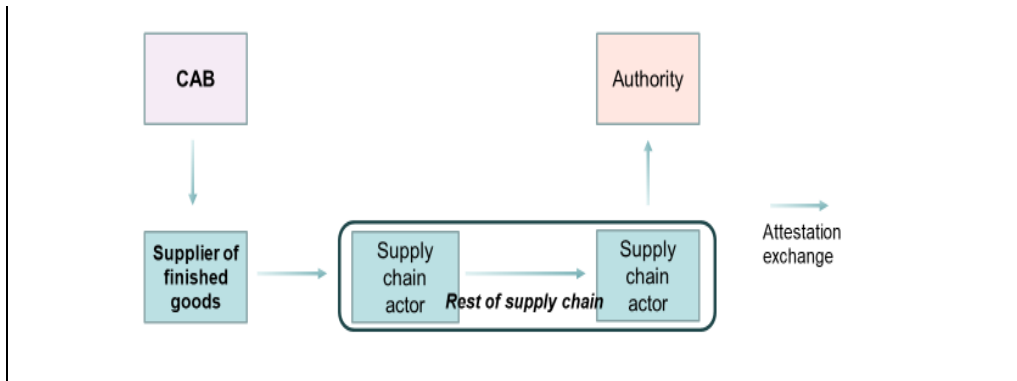 CAB
Authority
Supplier of
finished
goods
Supply
chain
actor
Rest of supply chain
Supply
chain
actor
Attestation
exchange